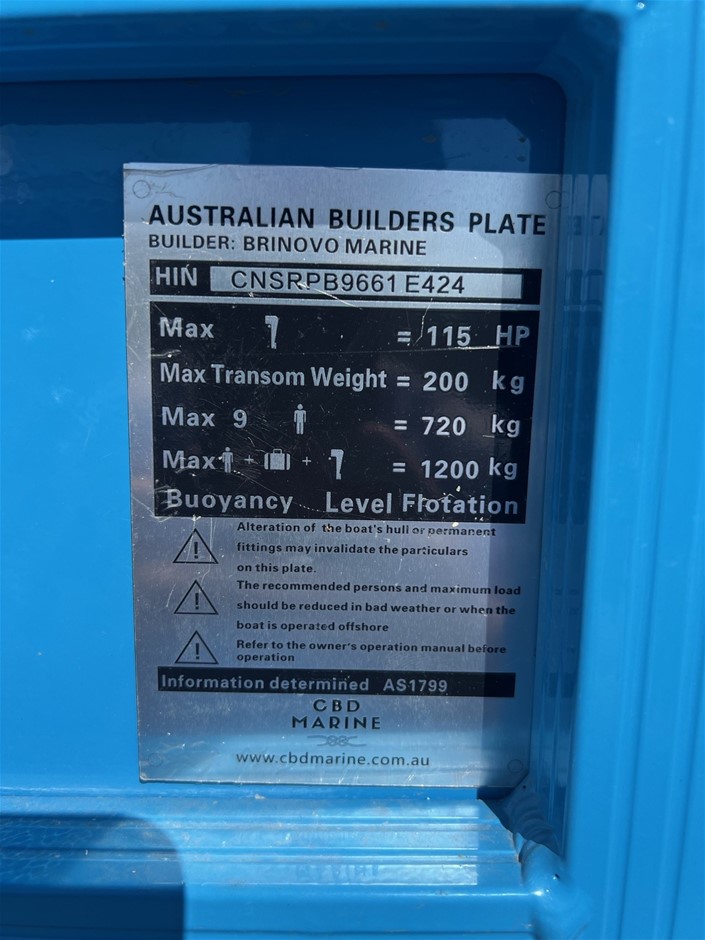 AUSTRALIAN BUILDERS PLATE
BUILDER: BRINOVO MARINE
HIN CNSRPB9661E424
Max = 115 HP
Max Transom Weight = 200 kg
Max 9 = 720 kg
Max + + = 1200 kg
Buoyancy Level Flotation
Alteration of the boat's hull or permanent
fittings may invalidate the particulars
on this plate.
The recommended persons and maximum load
should be reduced in bad weather or when the
boat is operated offshore
Refer to the owner's operation manual before
operation
Information determined AS1799
CBD
MARINE
www.cbdmarine.com.au